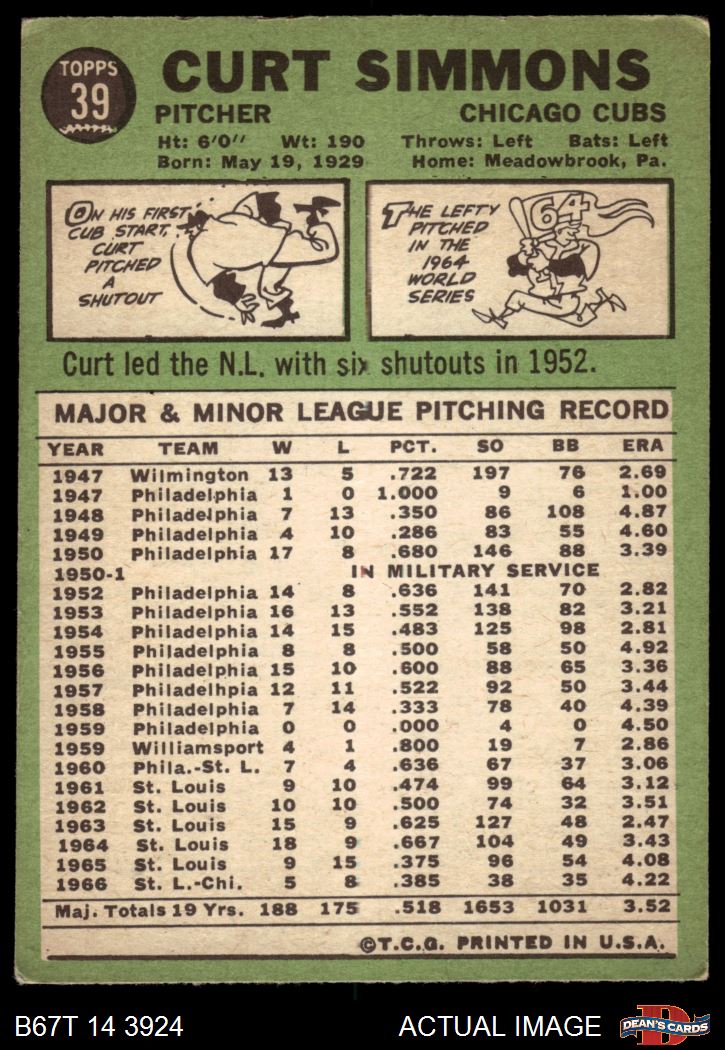 TOPPS
39
CURT SIMMONS
PITCHER CHICAGO CUBS
Ht: 6'0'' Wt: 190 Throws: Left Bats: Left
Born: May 19, 1929 Home: Meadowbrook, Pa.
ON HIS FIRST
CUB START,
CURT
PITCHED
A
SHUTOUT
THE LEFTY
PITCHED
IN THE
1964
WORLD
SERIES
64
Curt led the N.L. with six shutouts in 1952.
MAJOR & MINOR LEAGUE PITCHING RECORD
YEAR TEAM W L PCT. SO BB ERA
1947 Wilmington 13 5 .722 197 76 2.69
1947 Philadelphia 1 0 1.000 9 6 1.00
1948 Philadelphia 7 13 .350 86 108 4.87
1949 Philadelphia 4 10 .286 83 55 4.60
1950 Philadelphia 17 8 .680 146 88 3.39
1950-1 IN MILITARY SERVICE
1952 Philadelphia 14 8 .636 141 70 2.82
1953 Philadelphia 16 13 .552 138 82 3.21
1954 Philadelphia 14 15 .483 125 98 2.81
1955 Philadelphia 8 8 .500 58 50 4.92
1956 Philadelphia 15 10 .600 88 65 3.36
1957 Philadelhpia 12 11 .522 92 50 3.44
1958 Philadelphia 7 14 .333 78 40 4.39
1959 Philadelphia 0 0 .000 4 0 4.50
1959 Williamsport 4 1 .800 19 7 2.86
1960 Phila.-St. L. 7 4 .636 67 37 3.06
1961 St. Louis 9 10 .474 99 64 3.12
1962 St. Louis 10 10 .500 74 32 3.51
1963 St. Louis 15 9 .625 127 48 2.47
1964 St. Louis 18 9 .667 104 49 3.43
1965 St. Louis 9 15 .375 96 54 4.08
1966 St. L.-Chi. 5 8 .385 38 35 4.22
Maj. Totals 19 Yrs. 188 175 .518 1653 1031 3.52
©T.C.G. PRINTED IN U.S.A.
B67T 14 3924 ACTUAL IMAGE
DEAN'S CARDS